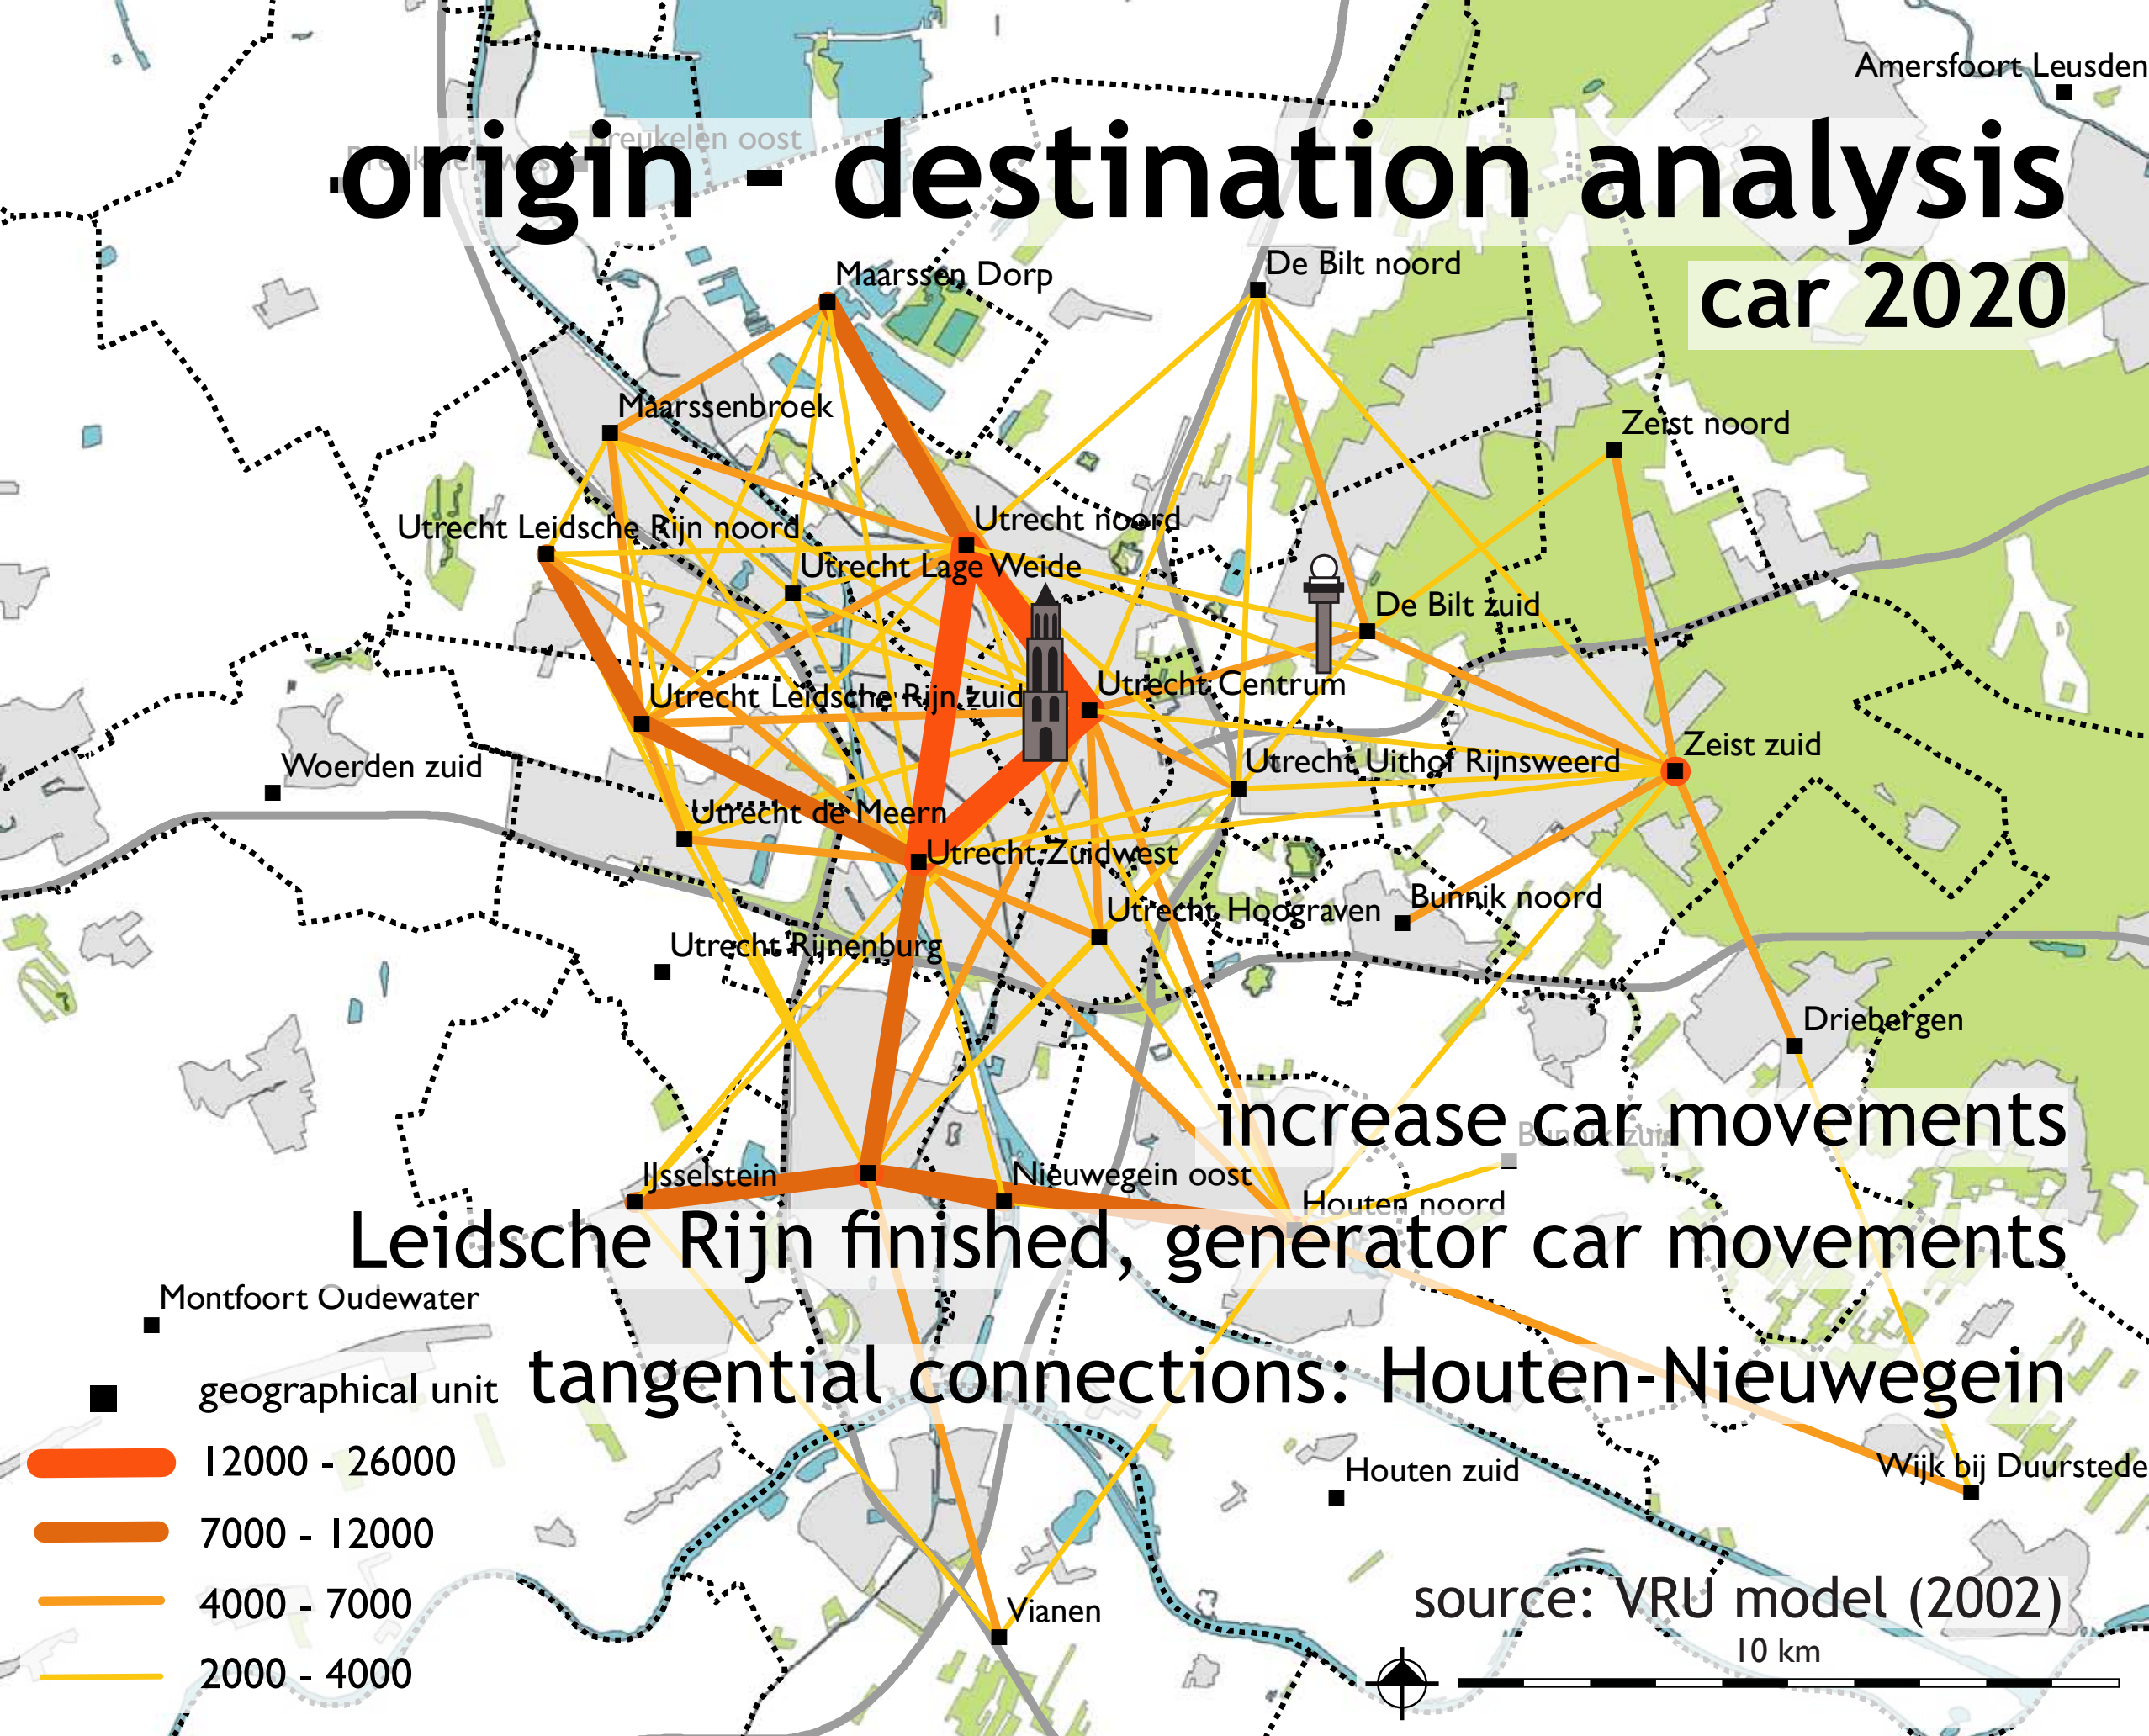 Amersfoort Leusden
Breukelen oost
origin - destination analysis
car 2020
De Bilt noord
Maarssen Dorp
Maarssenbroek
Zeist noord
Utrecht noord
Utrecht Leidsche Rijn noord
Utrecht Lage Weide
De Bilt zuid
Utrecht Centrum
Utrecht Leidsche Rijn zuid
Zeist zuid
Utrecht Uithof Rijnsweerd
Woerden zuid
Utrecht de Meern
Utrecht Zuidwest
Bunnik noord
Utrecht Hoograven
Utrecht Rijnenburg
Driebergen
increase car movements
Bunnik zuid
IJsselstein
Nieuwegein oost
Houten noord
Leidsche Rijn finished, generator car movements
Montfoort Oudewater
tangential connections: Houten-Nieuwegein
geographical unit
12000 - 26000
7000 - 12000
4000 - 7000
2000 - 4000
Houten zuid
Wijk bij Duurstede
Vianen
source: VRU model (2002)
10 km